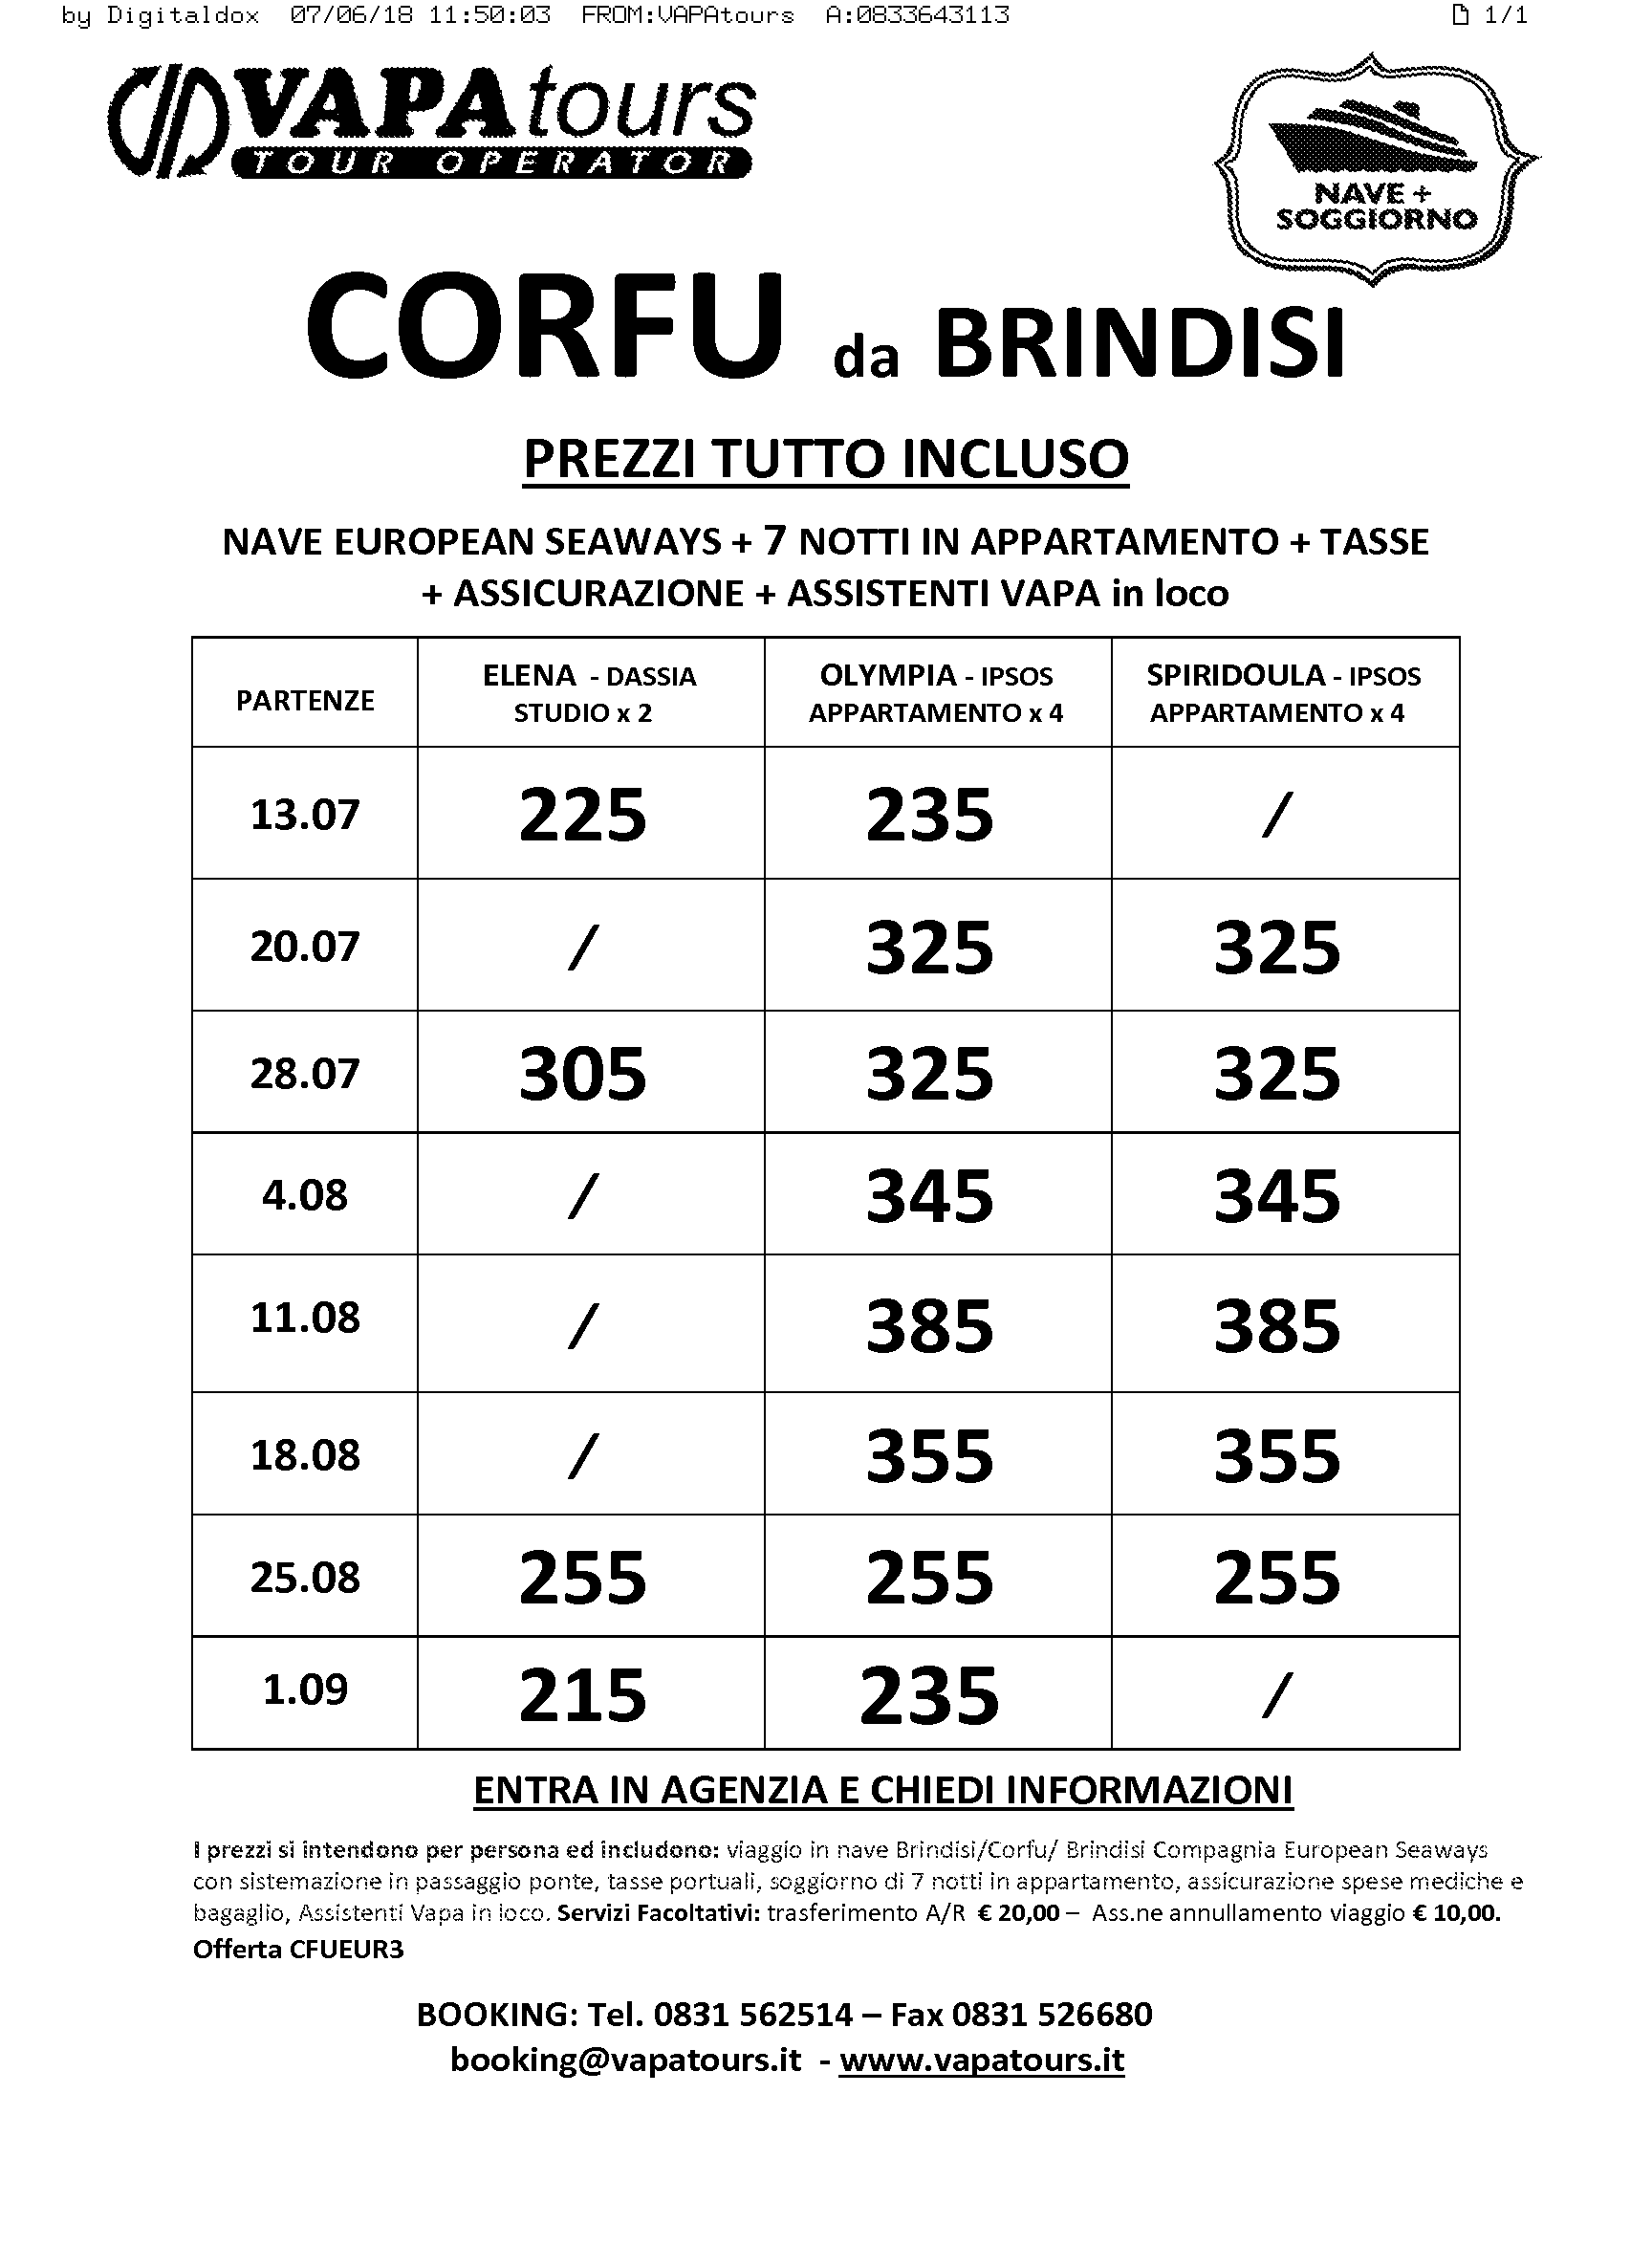 by Digitaldox 07/06/18 11:50:03 FROM:VAPAtours A:0833643113 1/1
VAPA tours
TOUR OPERATOR
NAVE +
SOGGIORNO
CORFU da BRINDISI
PREZZI TUTTO INCLUSO
NAVE EUROPEAN SEAWAYS + 7 NOTTI IN APPARTAMENTO + TASSE
+ ASSICURAZIONE + ASSISTENTI VAPA in loco
PARTENZE ELENA - DASSIA STUDIO x 2 OLYMPIA - IPSOS APPARTAMENTO x 4 SPIRIDOULA - IPSOS APPARTAMENTO x 4
13.07 225 235 /
20.07 / 325 325
28.07 305 325 325
4.08 / 345 345
11.08 / 385 385
18.08 / 355 355
25.08 255 255 255
1.09 215 235 /
ENTRA IN AGENZIA E CHIEDI INFORMAZIONI
I prezzi si intendono per persona ed includono: viaggio in nave Brindisi/Corfu/ Brindisi Compagnia European Seaways
con sistemazione in passaggio ponte, tasse portuali, soggiorno di 7 notti in appartamento, assicurazione spese mediche e
bagaglio, Assistenti Vapa in loco. Servizi Facoltativi: trasferimento A/R € 20,00 – Ass.ne annullamento viaggio € 10,00.
Offerta CFUEUR3
BOOKING: Tel. 0831 562514 – Fax 0831 526680
booking@vapatours.it - www.vapatours.it